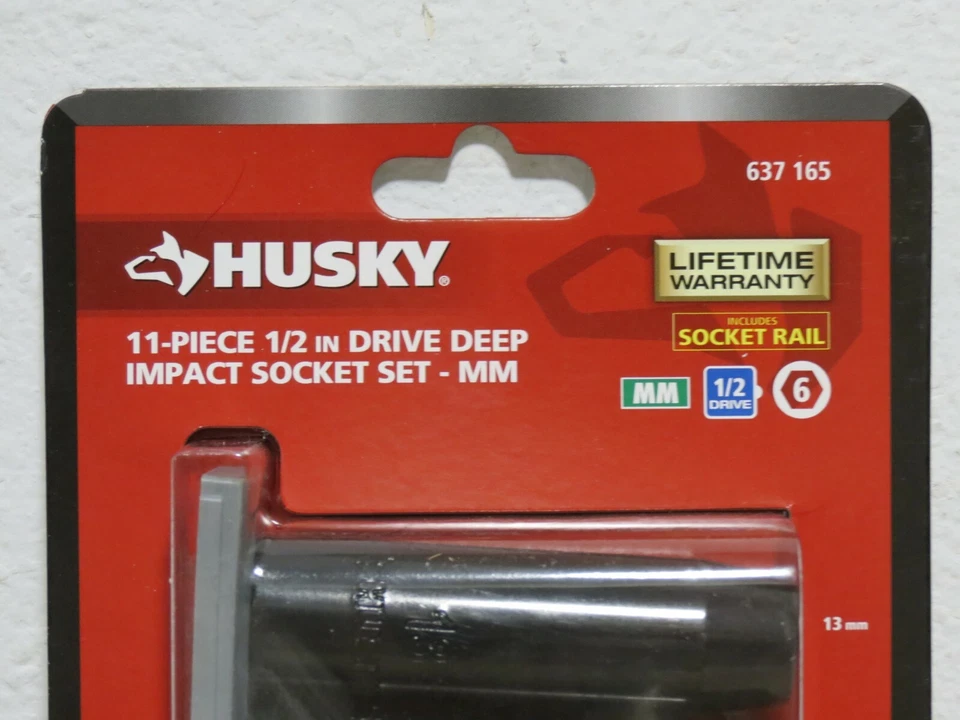 637 165
HUSKY®
LIFETIME
WARRANTY
INCLUDES
SOCKET RAIL
11-PIECE 1/2 IN DRIVE DEEP
IMPACT SOCKET SET - MM
MM
1/2
DRIVE
6
13 mm